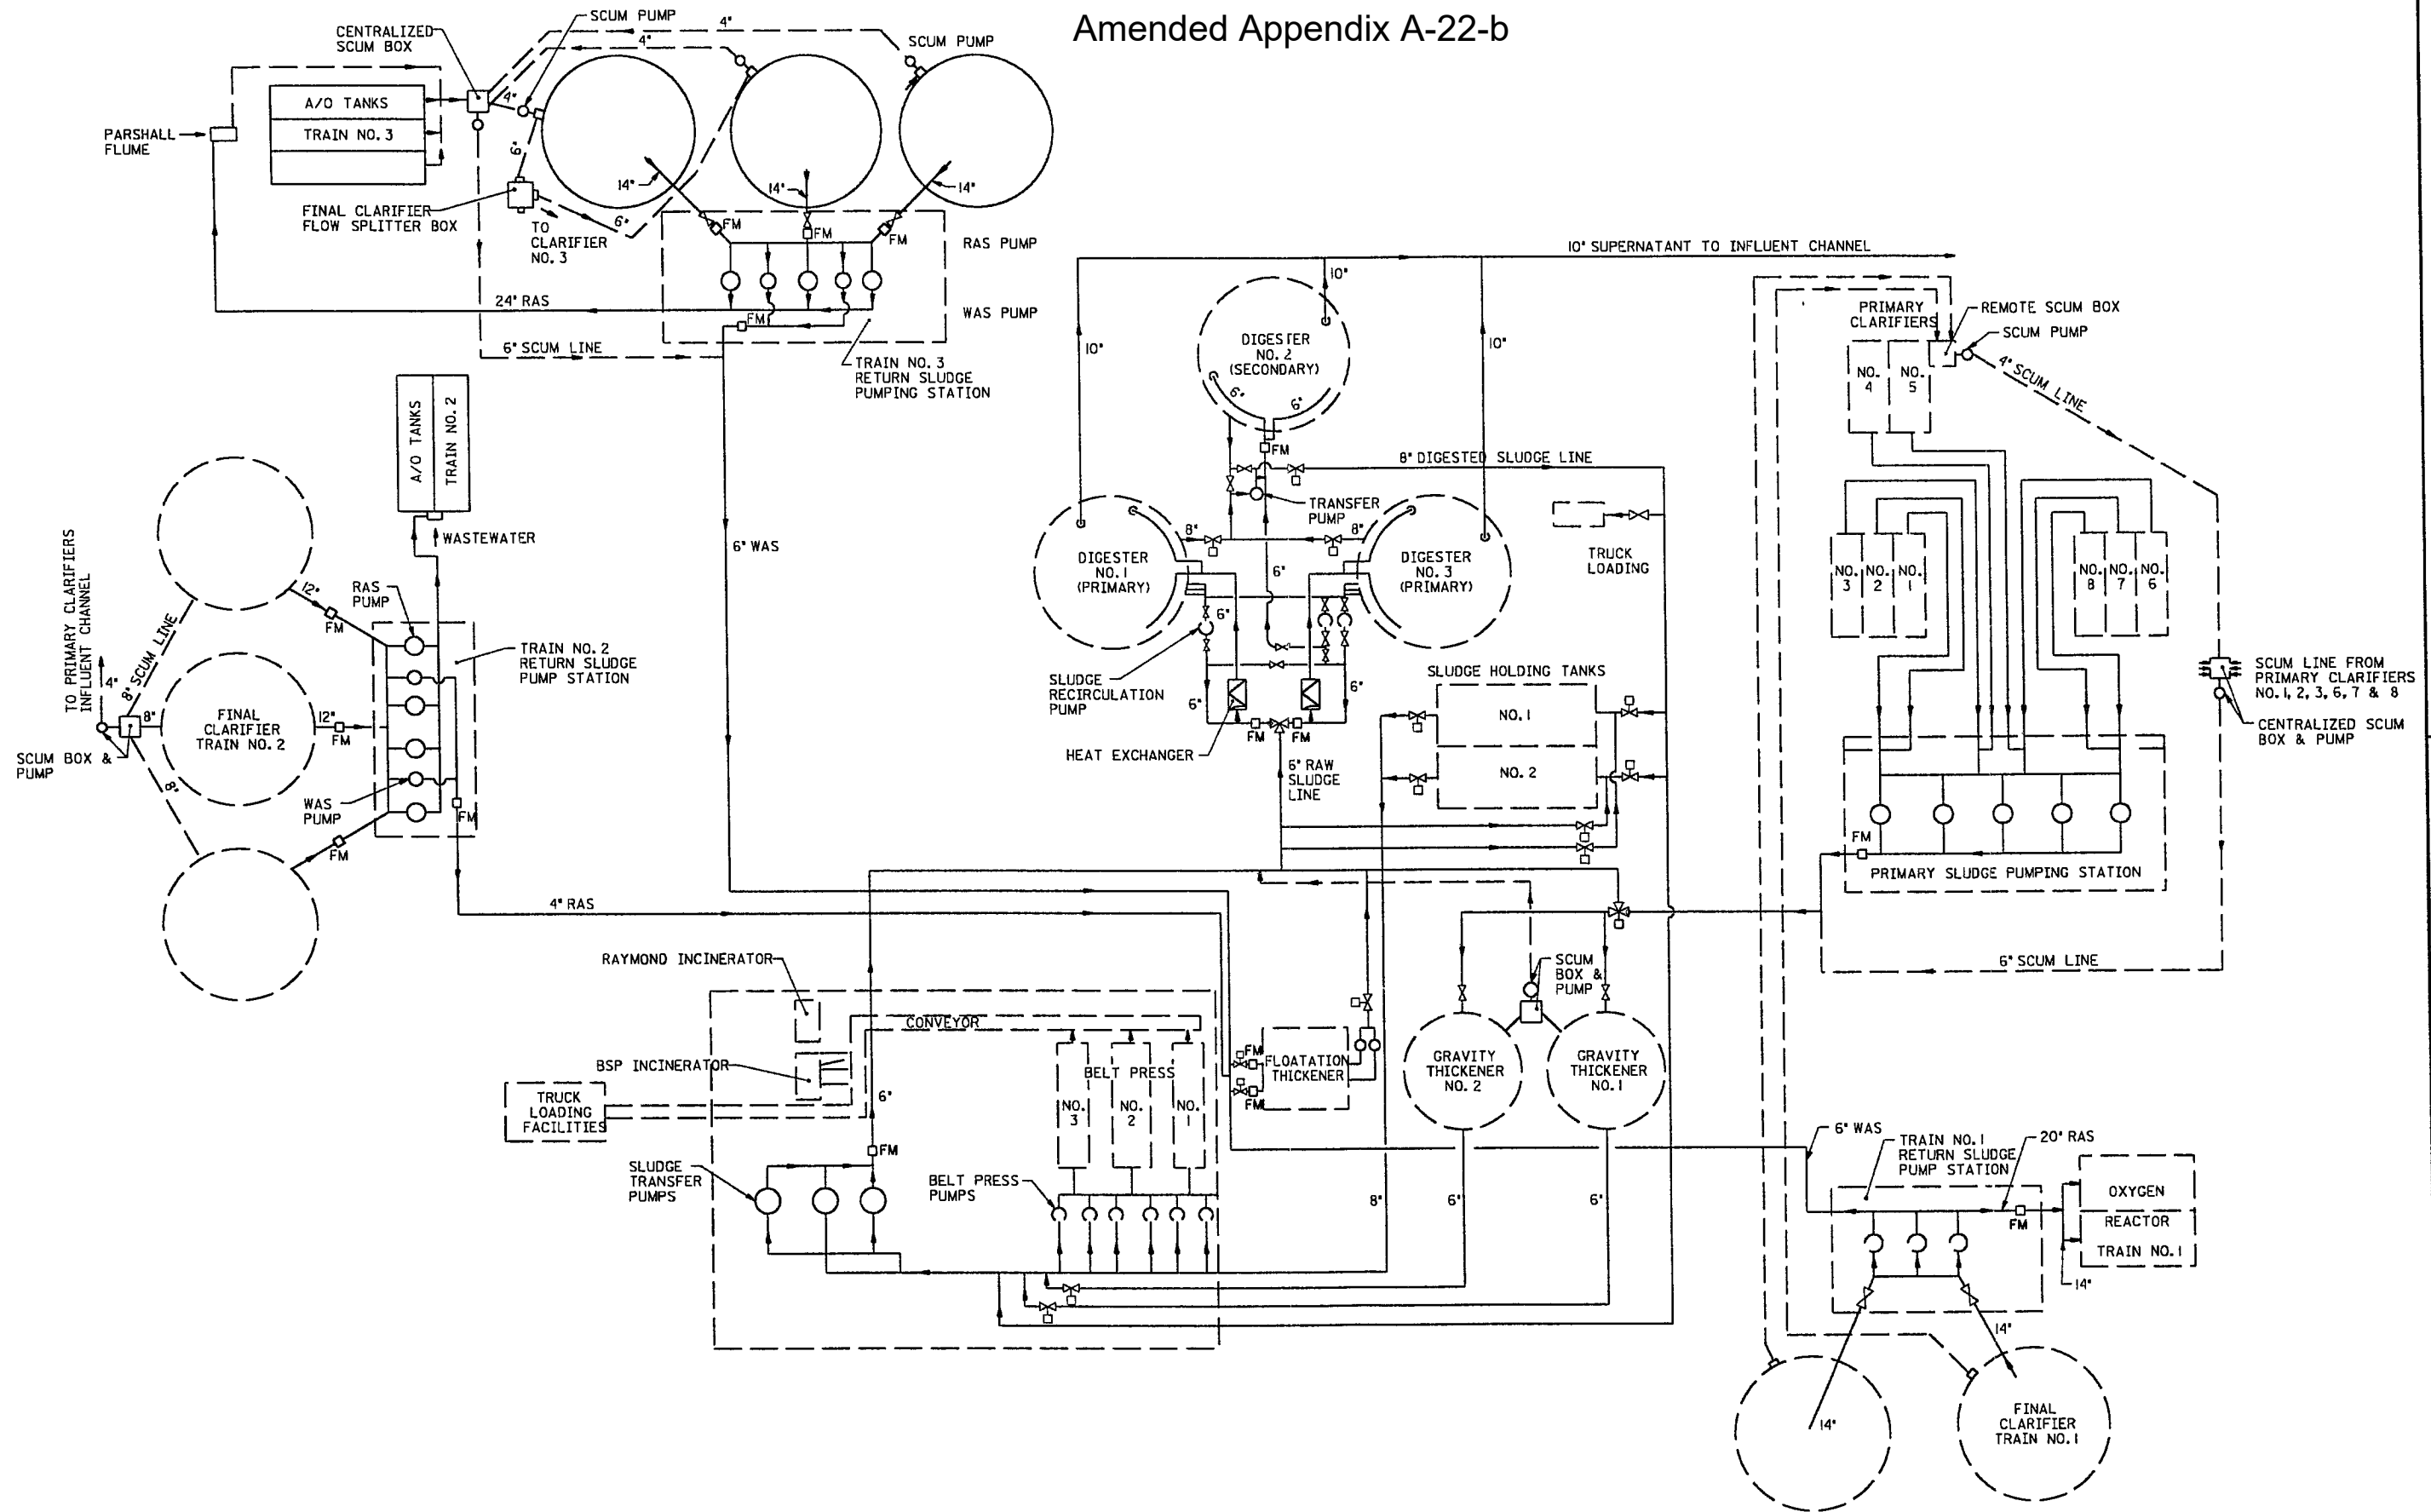 Amended Appendix A-22-b
SCUM PUMP
4"
CENTRALIZED
SCUM BOX
4"
SCUM PUMP
4"
A/O TANKS
TRAIN NO. 3
PARSHALL
FLUME
6"
14"
14"
14"
FINAL CLARIFIER
FLOW SPLITTER BOX
6"
TO
CLARIFIER
NO. 3
FM
FM
FM
RAS PUMP
24" RAS
FM
WAS PUMP
6" SCUM LINE
TRAIN NO. 3
RETURN SLUDGE
PUMPING STATION
10" SUPERNATANT TO INFLUENT CHANNEL
10"
10"
10"
DIGESTER
NO. 2
(SECONDARY)
6"
6"
FM
8" DIGESTED SLUDGE LINE
TRANSFER
PUMP
8"
8"
DIGESTER
NO. 1
(PRIMARY)
DIGESTER
NO. 3
(PRIMARY)
TRUCK
LOADING
6"
6"
SLUDGE
RECIRCULATION
PUMP
6"
6"
HEAT EXCHANGER
FM
FM
6" RAW
SLUDGE
LINE
SLUDGE HOLDING TANKS
NO. 1
NO. 2
PRIMARY
CLARIFIERS
REMOTE SCUM BOX
SCUM PUMP
4" SCUM LINE
NO.
4
NO.
5
NO.
3
NO.
2
NO.
1
NO.
8
NO.
7
NO.
6
SCUM LINE FROM
PRIMARY CLARIFIERS
NO. 1, 2, 3, 6, 7 & 8
CENTRALIZED SCUM
BOX & PUMP
FM
PRIMARY SLUDGE PUMPING STATION
6" SCUM LINE
A/O TANKS
TRAIN NO. 2
WASTEWATER
6" WAS
TO PRIMARY CLARIFIERS
INFLUENT CHANNEL
4"
8" SCUM LINE
12"
FM
RAS
PUMP
TRAIN NO. 2
RETURN SLUDGE
PUMP STATION
8"
FINAL
CLARIFIER
TRAIN NO. 2
12"
FM
SCUM BOX &
PUMP
8"
WAS
PUMP
FM
FM
4" RAS
RAYMOND INCINERATOR
CONVEYOR
BSP INCINERATOR
TRUCK
LOADING
FACILITIES
6"
BELT PRESS
NO.
3
NO.
2
NO.
1
FM
FLOATATION
THICKENER
FM
SCUM
BOX &
PUMP
GRAVITY
THICKENER
NO. 2
GRAVITY
THICKENER
NO. 1
FM
SLUDGE
TRANSFER
PUMPS
BELT PRESS
PUMPS
8"
6"
6"
6" WAS
TRAIN NO. 1
RETURN SLUDGE
PUMP STATION
20" RAS
FM
OXYGEN
REACTOR
TRAIN NO. 1
14"
14"
14"
FINAL
CLARIFIER
TRAIN NO. 1